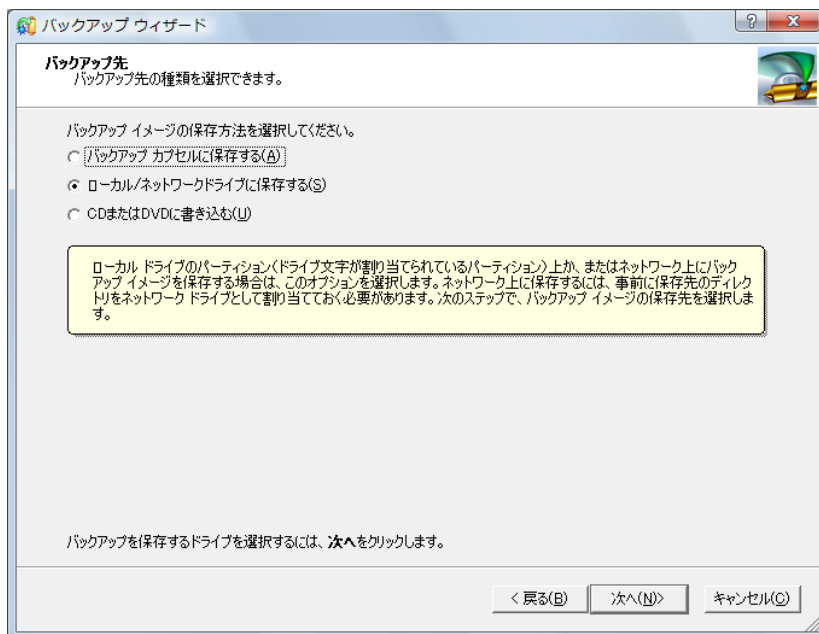 バックアップ ウィザード
バックアップ先
バックアップ先の種類を選択できます。
バックアップ イメージの保存方法を選択してください。
バックアップ カプセルに保存する(A)
ローカル/ネットワークドライブに保存する(S)
CDまたはDVDに書き込む(U)
ローカル ドライブのパーティション(ドライブ文字が割り当てられているパーティション)上か、またはネットワーク上にバック
アップ イメージを保存する場合は、このオプションを選択します。ネットワーク上に保存するには、事前に保存先のディレク
トリをネットワーク ドライブとして割り当てておく必要があります。次のステップで、バックアップ イメージの保存先を選択しま
す。
バックアップを保存するドライブを選択するには、次へをクリックします。
< 戻る(B)
次へ(N)>
キャンセル(C)